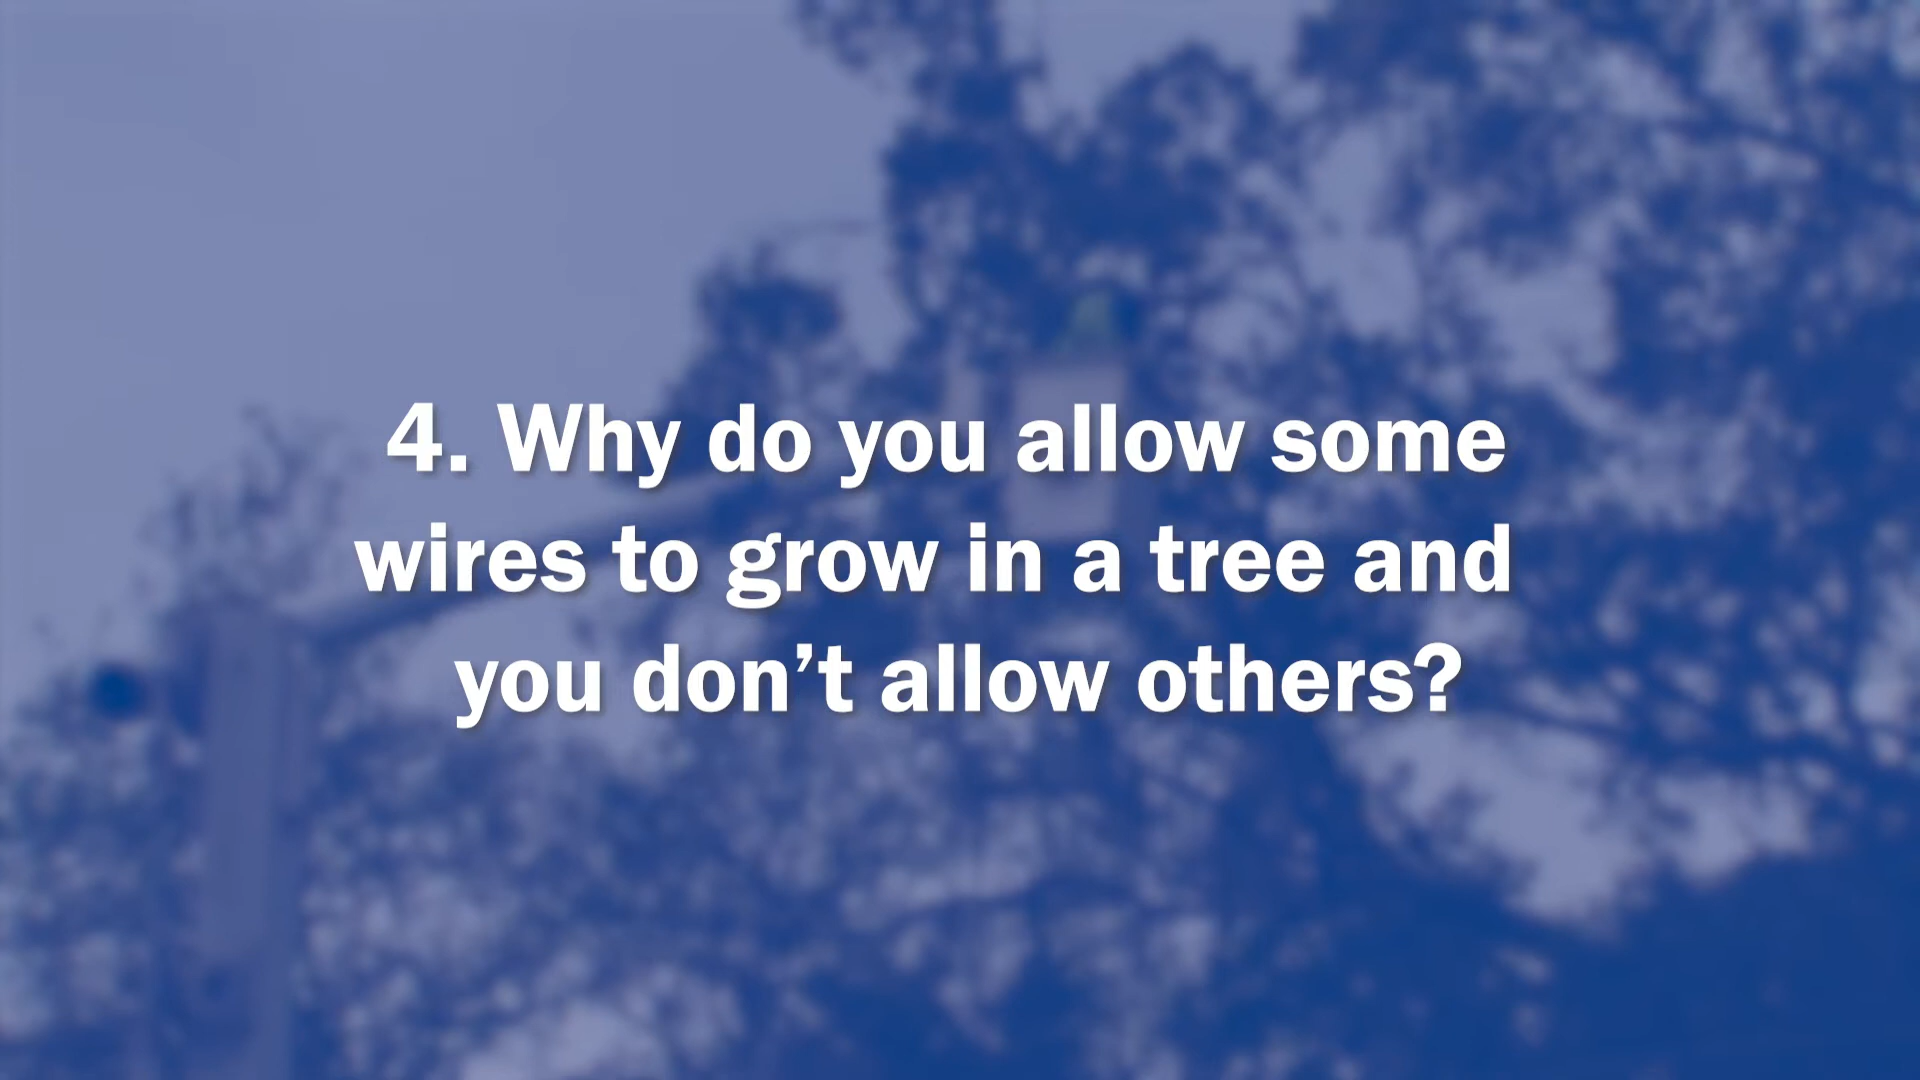 4. Why do you allow some
wires to grow in a tree and
you don’t allow others?